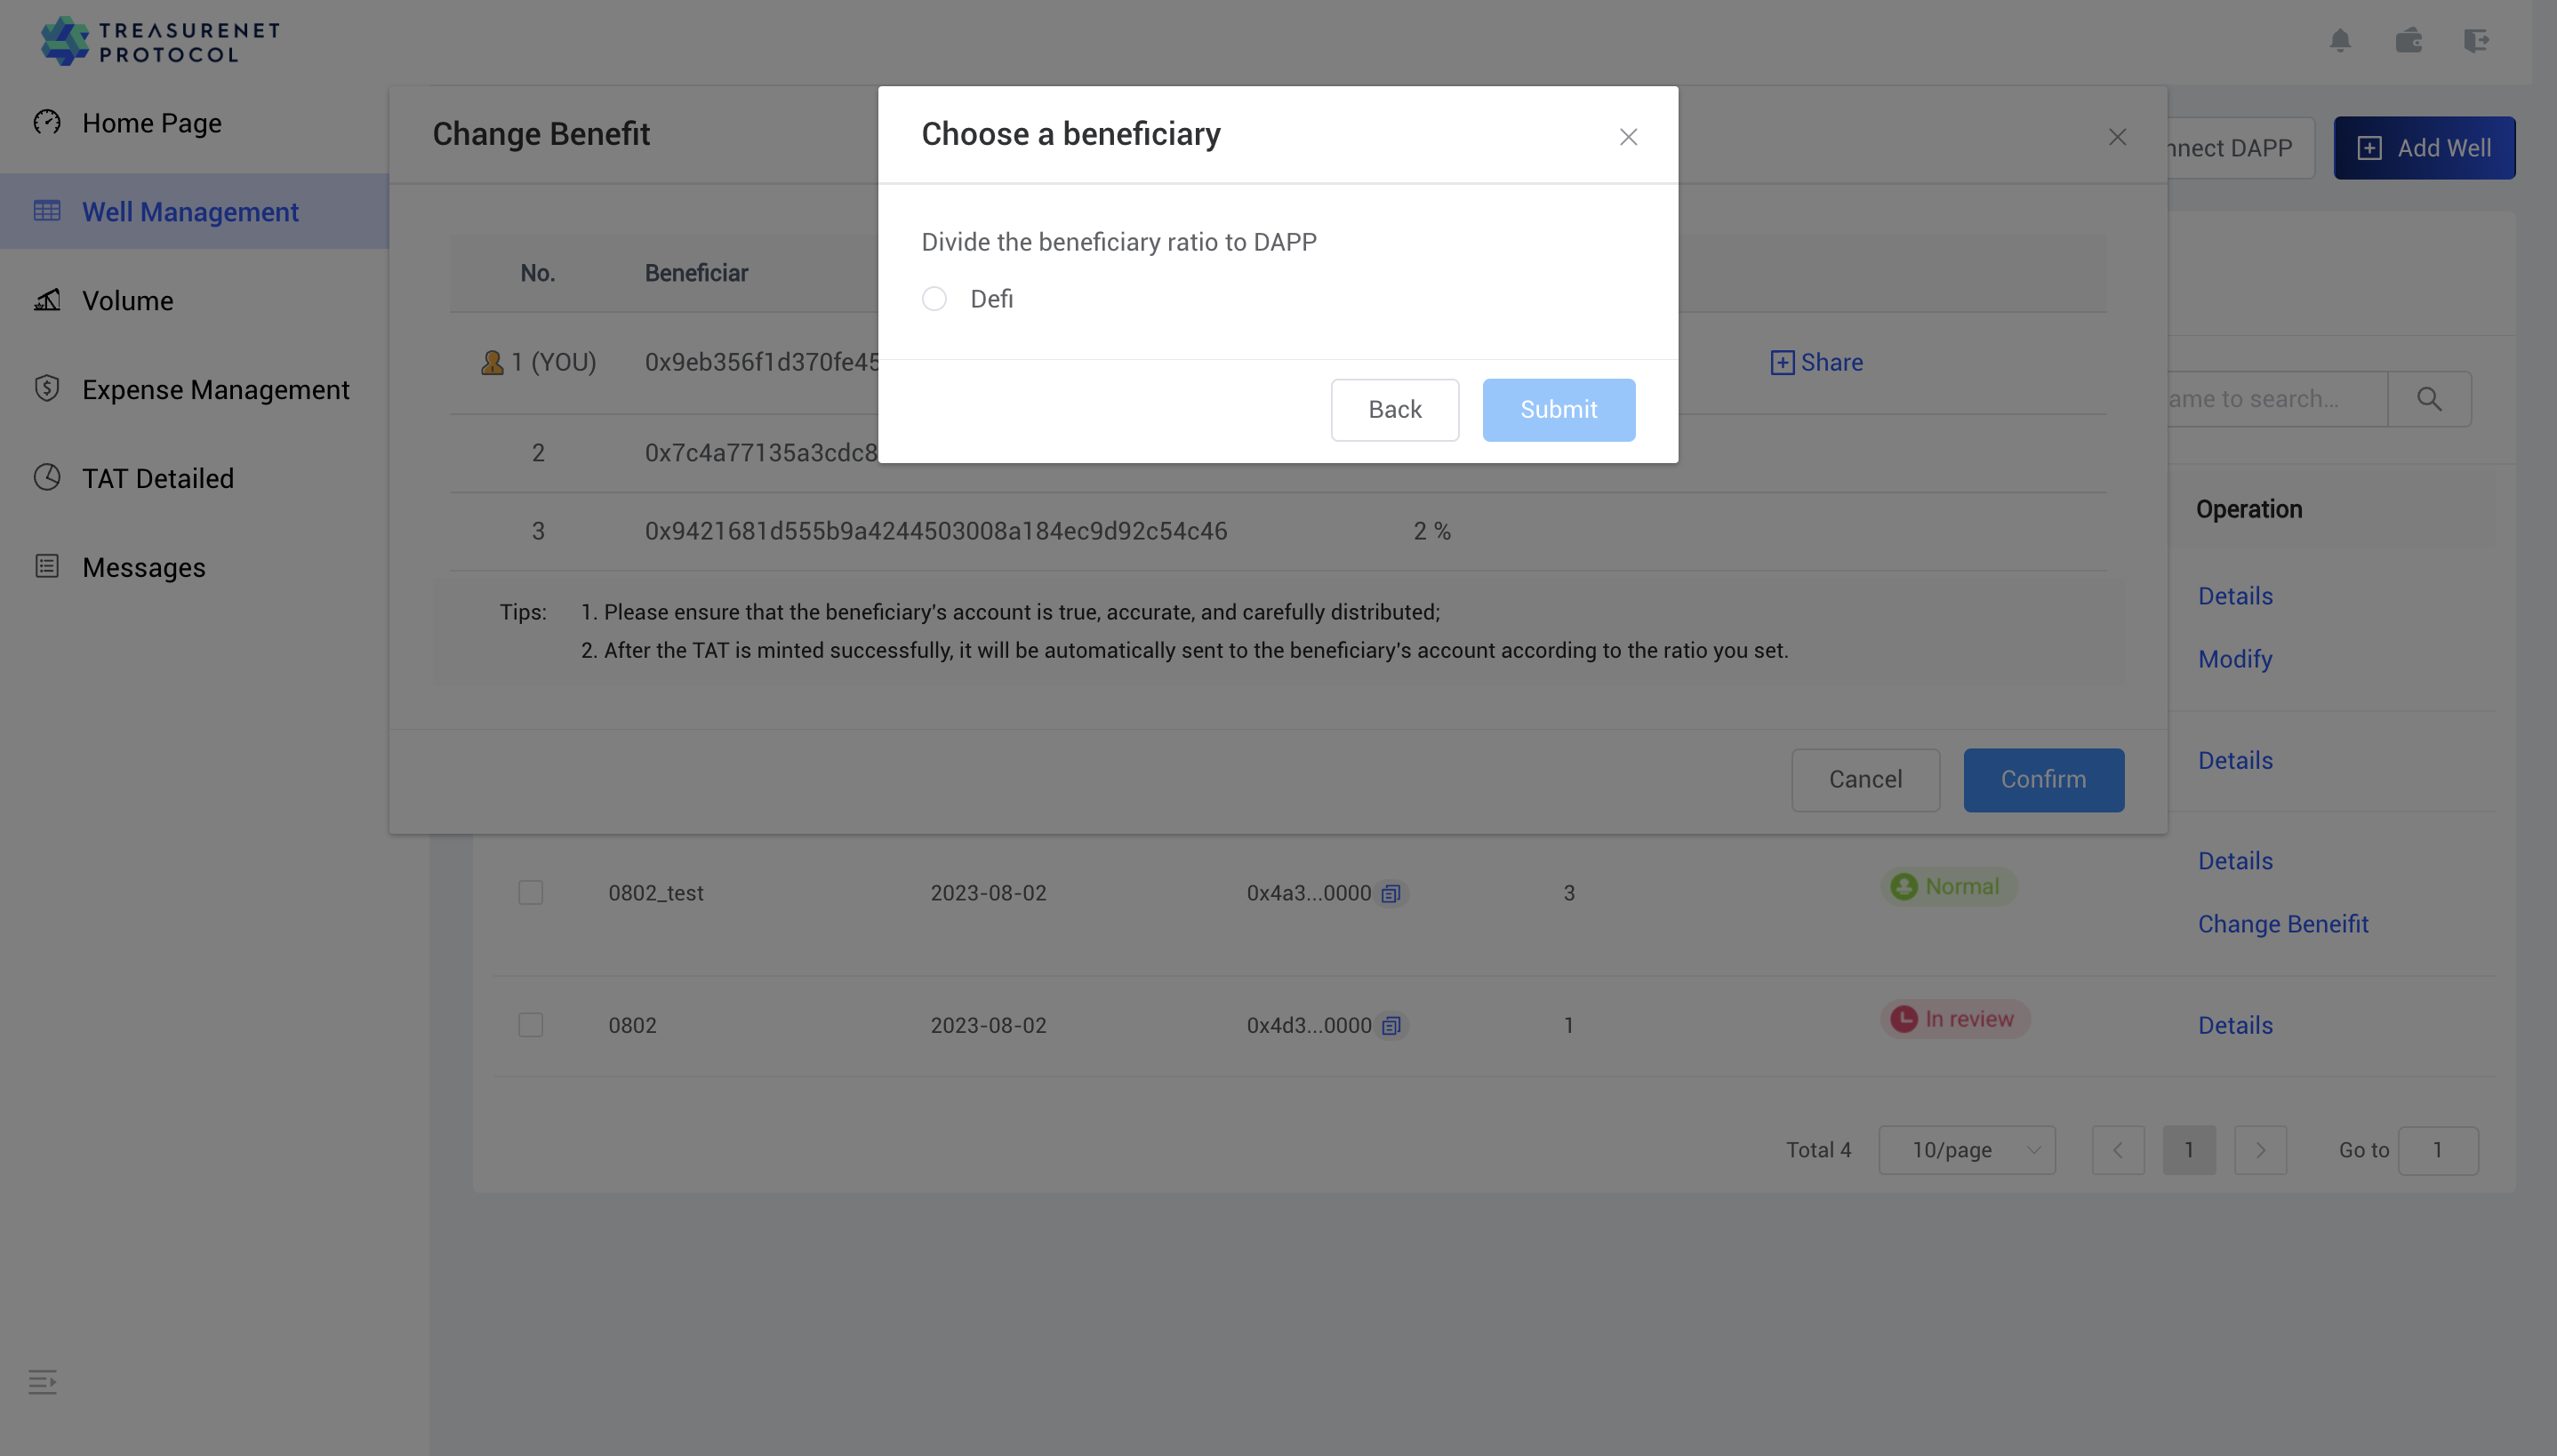 TREASURENET
PROTOCOL
Home Page
Well Management
Volume
Expense Management
TAT Detailed
Messages
nnect DAPP
Add Well
Change Benefit
Choose a beneficiary
Divide the beneficiary ratio to DAPP
Defi
Back
Submit
No.
Beneficiar
1 (YOU)
0x9eb356f1d370fe45
Share
2
0x7c4a77135a3cdc8
3
0x9421681d555b9a4244503008a184ec9d92c54c46
2 %
Tips:
1. Please ensure that the beneficiary's account is true, accurate, and carefully distributed;
2. After the TAT is minted successfully, it will be automatically sent to the beneficiary's account according to the ratio you set.
Cancel
Confirm
ame to search...
Operation
Details
Modify
Details
0802_test
2023-08-02
0x4a3...0000
3
Normal
Details
Change Beneifit
0802
2023-08-02
0x4d3...0000
1
In review
Details
Total 4
10/page
1
Go to
1